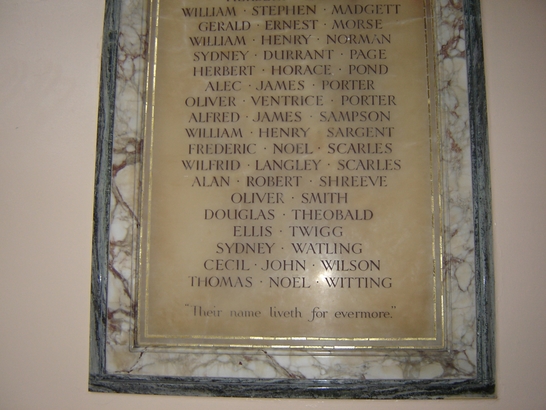 WILLIAM · STEPHEN · MADGETT
GERALD · ERNEST · MORSE
WILLIAM · HENRY · NORMAN
SYDNEY · DURRANT · PAGE
HERBERT · HORACE · POND
ALEC · JAMES · PORTER
OLIVER · VENTRICE · PORTER
ALFRED · JAMES · SAMPSON
WILLIAM · HENRY · SARGENT
FREDERIC · NOEL · SCARLES
WILFRID · LANGLEY · SCARLES
ALAN · ROBERT · SHREEVE
OLIVER · SMITH
DOUGLAS · THEOBALD
ELLIS · TWIGG
SYDNEY · WATLING
CECIL · JOHN · WILSON
THOMAS · NOEL · WITTING
"Their name liveth for evermore."